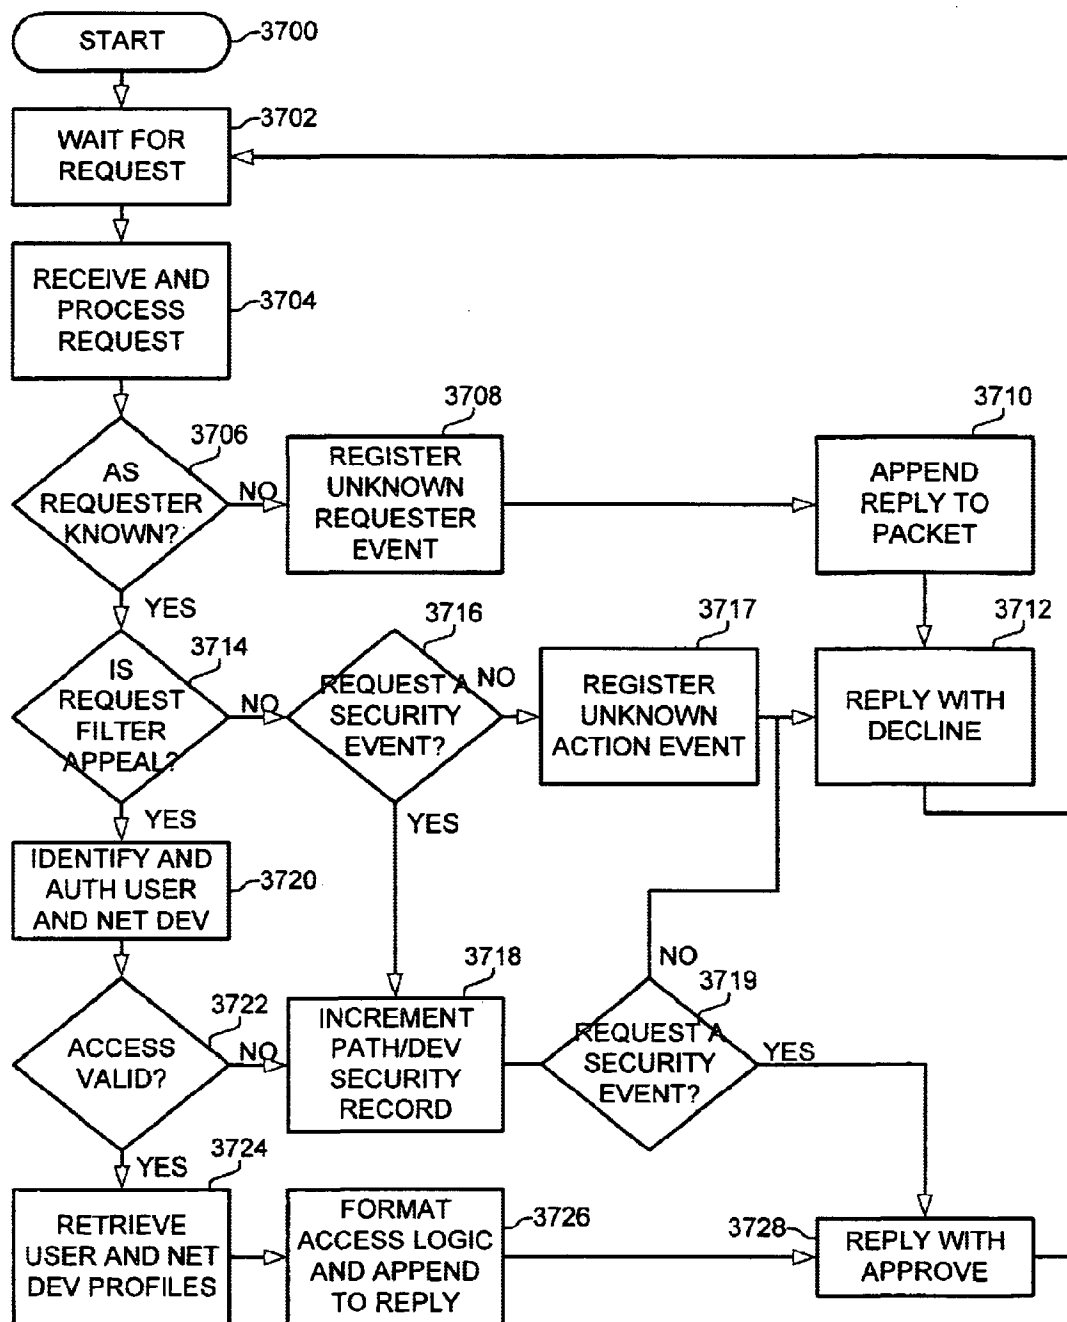 START
3700
WAIT FOR
REQUEST
3702
RECEIVE AND
PROCESS
REQUEST
3704
AS
REQUESTER
KNOWN?
3706
NO
REGISTER
UNKNOWN
REQUESTER
EVENT
3708
APPEND
REPLY TO
PACKET
3710
YES
IS
REQUEST
FILTER
APPEAL?
3714
NO
REQUEST A
SECURITY
EVENT?
3716
NO
REGISTER
UNKNOWN
ACTION EVENT
3717
REPLY WITH
DECLINE
3712
YES
YES
IDENTIFY AND
AUTH USER
AND NET DEV
3720
ACCESS
VALID?
3722
NO
INCREMENT
PATH/DEV
SECURITY
RECORD
3718
NO
REQUEST A
SECURITY
EVENT?
3719
YES
YES
RETRIEVE
USER AND NET
DEV PROFILES
3724
FORMAT
ACCESS LOGIC
AND APPEND
TO REPLY
3726
REPLY WITH
APPROVE
3728